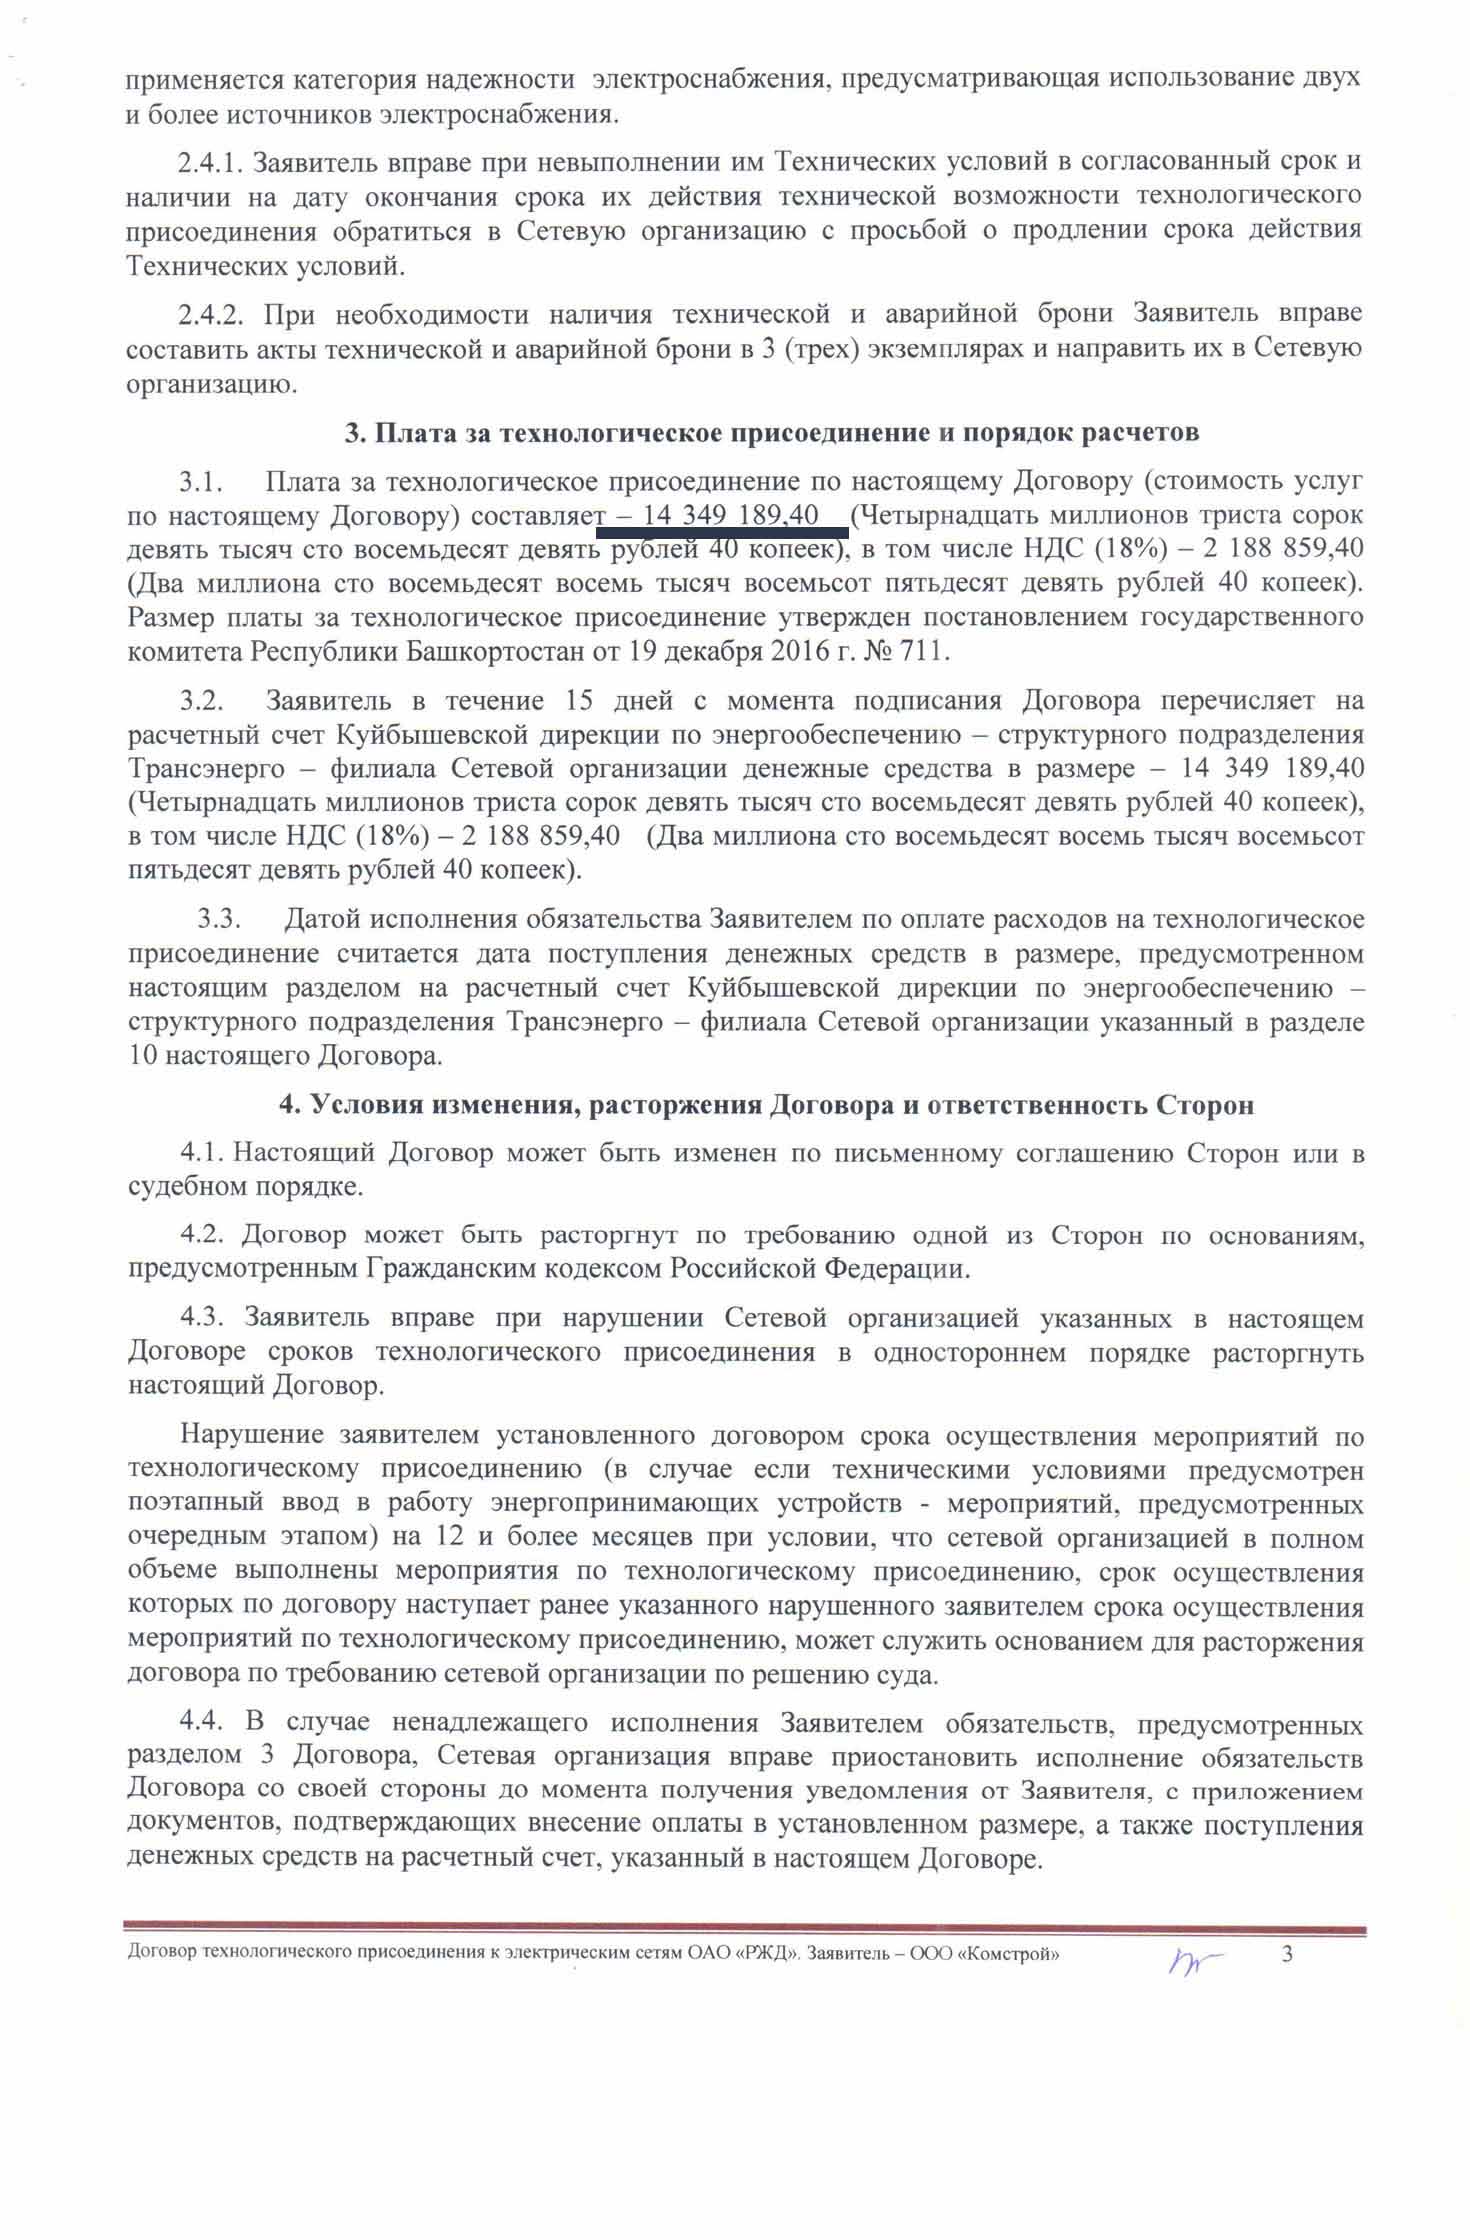 применяется категория надежности электроснабжения, предусматривающая использование двух
и более источников электроснабжения.
2.4.1. Заявитель вправе при невыполнении им Технических условий в согласованный срок и
наличии на дату окончания срока их действия технической возможности технологического
присоединения обратиться в Сетевую организацию с просьбой о продлении срока действия
Технических условий.
2.4.2. При необходимости наличия технической и аварийной брони Заявитель вправе
составить акты технической и аварийной брони в 3 (трех) экземплярах и направить их в Сетевую
организацию.
3. Плата за технологическое присоединение и порядок расчетов
3.1. Плата за технологическое присоединение по настоящему Договору (стоимость услуг
по настоящему Договору) составляет – 14 349 189,40 (Четырнадцать миллионов триста сорок
девять тысяч сто восемьдесят девять рублей 40 копеек), в том числе НДС (18%) – 2 188 859,40
(Два миллиона сто восемьдесят восемь тысяч восемьсот пятьдесят девять рублей 40 копеек).
Размер платы за технологическое присоединение утвержден постановлением государственного
комитета Республики Башкортостан от 19 декабря 2016 г. № 711.
3.2. Заявитель в течение 15 дней с момента подписания Договора перечисляет на
расчетный счет Куйбышевской дирекции по энергообеспечению – структурного подразделения
Трансэнерго – филиала Сетевой организации денежные средства в размере – 14 349 189,40
(Четырнадцать миллионов триста сорок девять тысяч сто восемьдесят девять рублей 40 копеек),
в том числе НДС (18%) – 2 188 859,40 (Два миллиона сто восемьдесят восемь тысяч восемьсот
пятьдесят девять рублей 40 копеек).
3.3. Датой исполнения обязательства Заявителем по оплате расходов на технологическое
присоединение считается дата поступления денежных средств в размере, предусмотренном
настоящим разделом на расчетный счет Куйбышевской дирекции по энергообеспечению –
структурного подразделения Трансэнерго – филиала Сетевой организации указанный в разделе
10 настоящего Договора.
4. Условия изменения, расторжения Договора и ответственность Сторон
4.1. Настоящий Договор может быть изменен по письменному соглашению Сторон или в
судебном порядке.
4.2. Договор может быть расторгнут по требованию одной из Сторон по основаниям,
предусмотренным Гражданским кодексом Российской Федерации.
4.3. Заявитель вправе при нарушении Сетевой организацией указанных в настоящем
Договоре сроков технологического присоединения в одностороннем порядке расторгнуть
настоящий Договор.
Нарушение заявителем установленного договором срока осуществления мероприятий по
технологическому присоединению (в случае если техническими условиями предусмотрен
поэтапный ввод в работу энергопринимающих устройств - мероприятий, предусмотренных
очередным этапом) на 12 и более месяцев при условии, что сетевой организацией в полном
объеме выполнены мероприятия по технологическому присоединению, срок осуществления
которых по договору наступает ранее указанного нарушенного заявителем срока осуществления
мероприятий по технологическому присоединению, может служить основанием для расторжения
договора по требованию сетевой организации по решению суда.
4.4. В случае ненадлежащего исполнения Заявителем обязательств, предусмотренных
разделом 3 Договора, Сетевая организация вправе приостановить исполнение обязательств
Договора со своей стороны до момента получения уведомления от Заявителя, с приложением
документов, подтверждающих внесение оплаты в установленном размере, а также поступления
денежных средств на расчетный счет, указанный в настоящем Договоре.
Договор технологического присоединения к электрическим сетям ОАО «РЖД». Заявитель – ООО «Комстрой» 3